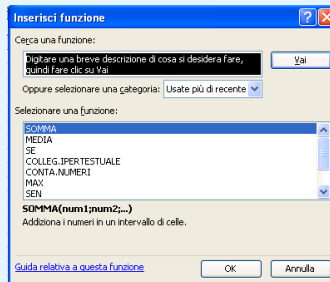 Inserisci funzione
Cerca una funzione:
Digitare una breve descrizione di cosa si desidera fare,
quindi fare clic su Vai
Vai
Oppure selezionare una categoria: Usate più di recente
Selezionare una funzione:
SOMMA
MEDIA
SE
COLLEG.IPERTESTUALE
CONTA.NUMERI
MAX
SEN
SOMMA(num1;num2;...)
Addiziona i numeri in un intervallo di celle.
Guida relativa a questa funzione
OK
Annulla